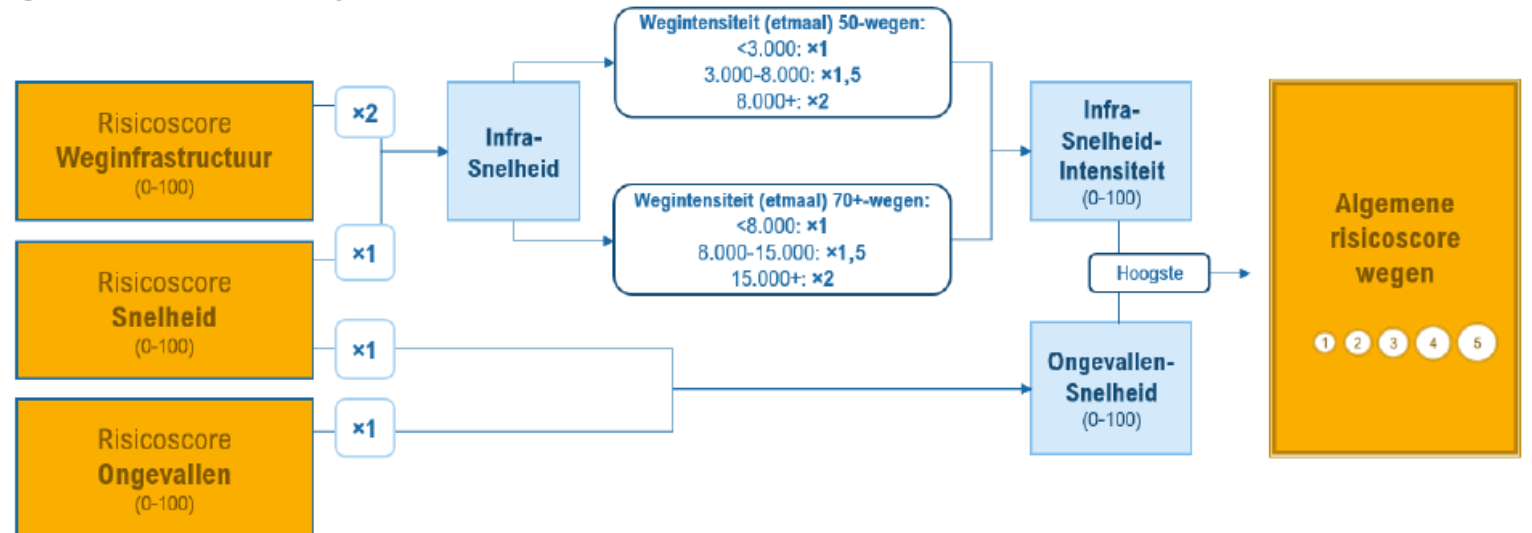 Risicoscore
Weginfrastructuur
(0-100)
×2
Risicoscore
Snelheid
(0-100)
×1
×1
Risicoscore
Ongevallen
(0-100)
×1
Infra-
Snelheid
Wegintensiteit (etmaal) 50-wegen:
<3.000: ×1
3.000-8.000: ×1,5
8.000+: ×2
Wegintensiteit (etmaal) 70+-wegen:
<8.000: ×1
8.000-15.000: ×1,5
15.000+: ×2
Infra-
Snelheid-
Intensiteit
(0-100)
Hoogste
Ongevallen-
Snelheid
(0-100)
Algemene
risicoscore
wegen
1 2 3 4 5